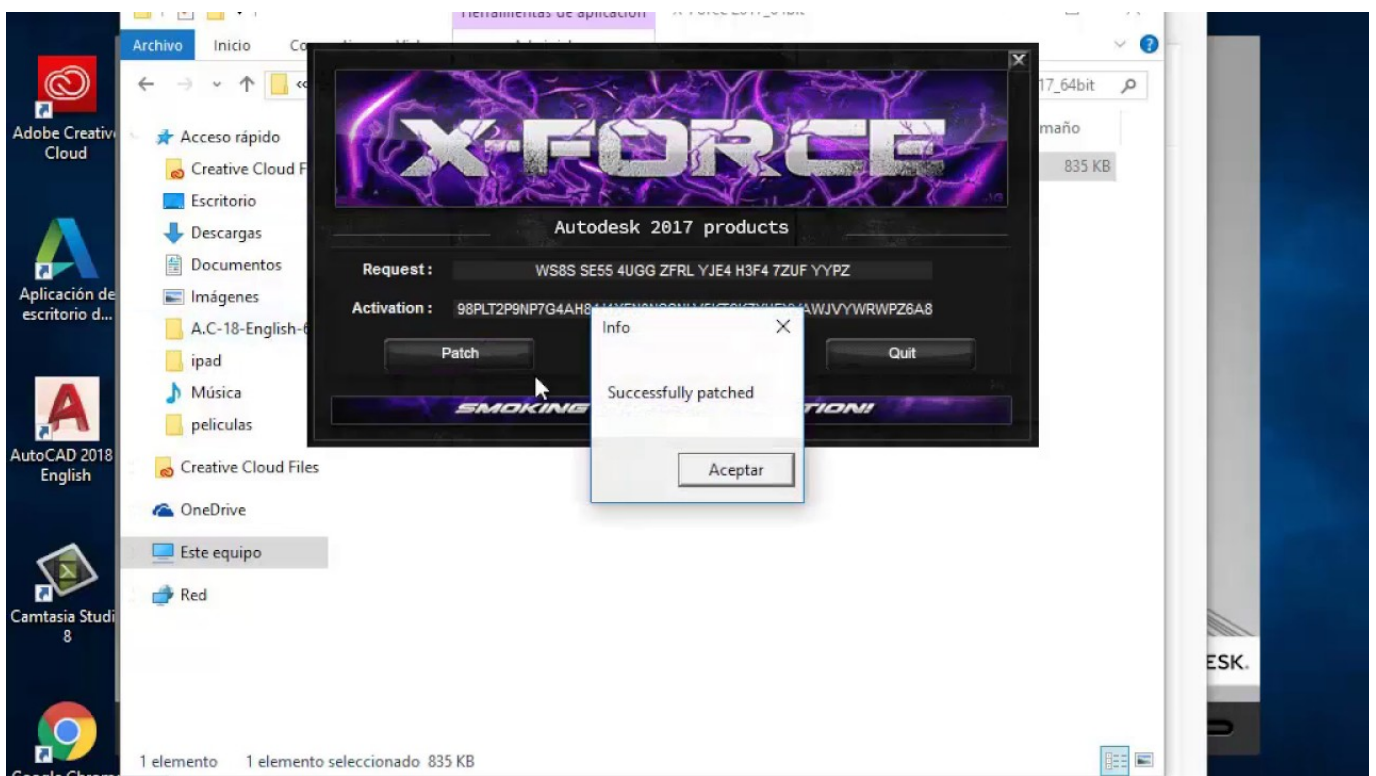 Herramientas de aplicación
Archivo
Inicio
17_64bit
Adobe Creative
Cloud
Acceso rápido
Creative Cloud F
Escritorio
Descargas
Documentos
Imágenes
A.C-18-English-6
ipad
Música
peliculas
Creative Cloud Files
OneDrive
Este equipo
Red
maño
835 KB
X-FORCE
Autodesk 2017 products
Request :
WS8S SE55 4UGG ZFRL YJE4 H3F4 7ZUF YYPZ
Activation :
Patch
Quit
SMOKING
Info
Successfully patched
Aceptar
Aplicación de
escritorio d...
AutoCAD 2018
English
Camtasia Studi
8
Google Chrome
ESK.
1 elemento
1 elemento seleccionado 835 KB